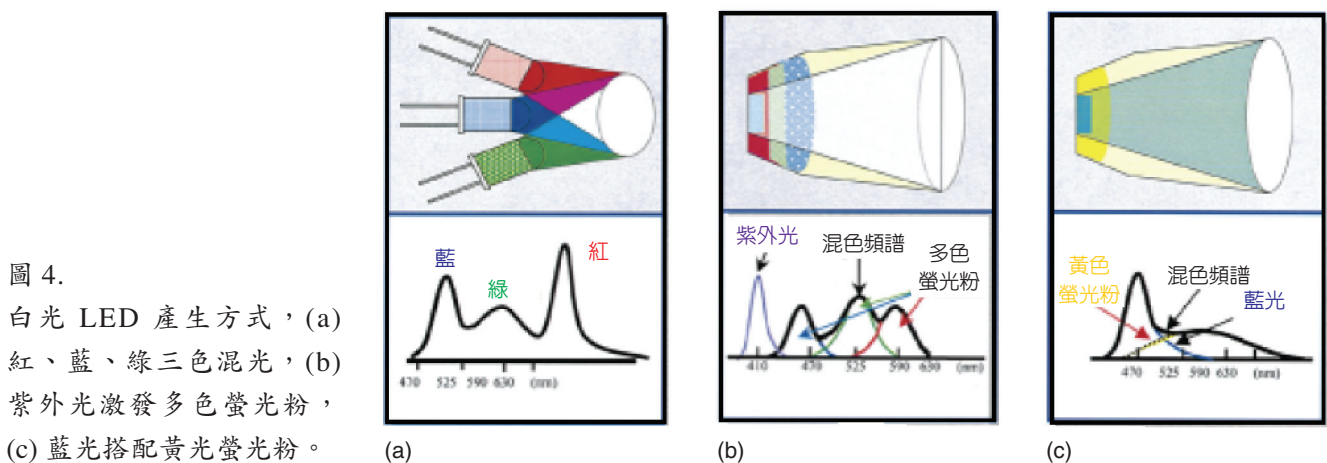 圖 4.
白光 LED 產生方式，(a)
紅、藍、綠三色混光，(b)
紫外光激發多色螢光粉，
(c) 藍光搭配黃光螢光粉。
藍
綠
紅
470 525 590 630 (nm)
(a)
紫外光
混色頻譜
多色
螢光粉
410 470 525 590 630 (nm)
(b)
黃色
螢光粉
混色頻譜
藍光
470 525 590 630 (nm)
(c)